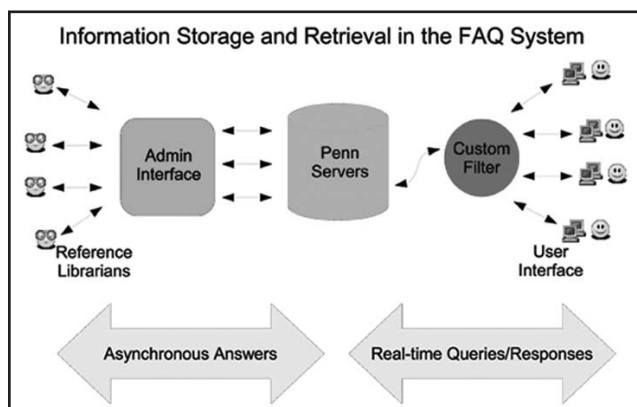 Information Storage and Retrieval in the FAQ System
Admin
Interface
Penn
Servers
Custom
Filter
Reference
Librarians
User
Interface
Asynchronous Answers
Real-time Queries/Responses